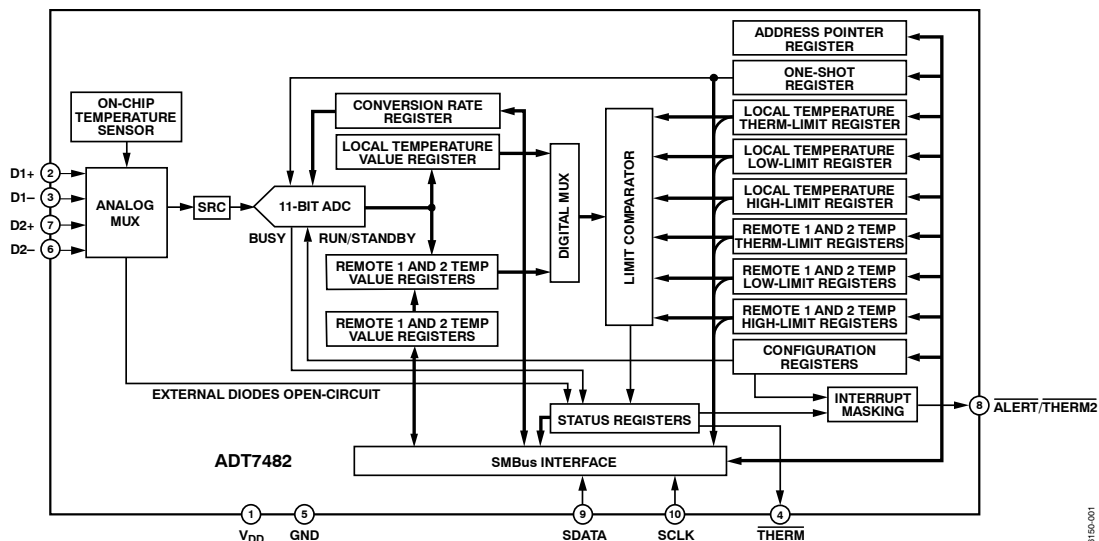 ADDRESS POINTER
REGISTER
ONE-SHOT
REGISTER
ON-CHIP
TEMPERATURE
SENSOR
CONVERSION RATE
REGISTER
LOCAL TEMPERATURE
THERM-LIMIT REGISTER
LOCAL TEMPERATURE
VALUE REGISTER
LOCAL TEMPERATURE
LOW-LIMIT REGISTER
D1+ 2
D1– 3
D2+ 7
D2– 6
ANALOG
MUX
SRC
11-BIT ADC
BUSY
RUN/STANDBY
DIGITAL MUX
LIMIT COMPARATOR
LOCAL TEMPERATURE
HIGH-LIMIT REGISTER
REMOTE 1 AND 2 TEMP
THERM-LIMIT REGISTERS
REMOTE 1 AND 2 TEMP
VALUE REGISTERS
REMOTE 1 AND 2 TEMP
LOW-LIMIT REGISTERS
REMOTE 1 AND 2 TEMP
VALUE REGISTERS
REMOTE 1 AND 2 TEMP
HIGH-LIMIT REGISTERS
CONFIGURATION
REGISTERS
EXTERNAL DIODES OPEN-CIRCUIT
INTERRUPT
MASKING
8 ALERT/THERM2
STATUS REGISTERS
ADT7482
SMBus INTERFACE
1
VDD
5
GND
9
SDATA
10
SCLK
4
THERM